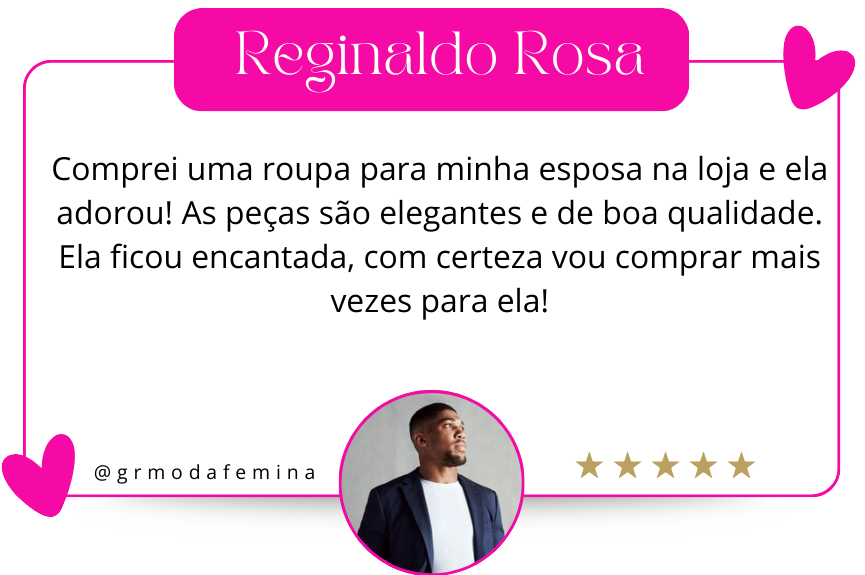 Reginaldo Rosa
Comprei uma roupa para minha esposa na loja e ela
adorou! As peças são elegantes e de boa qualidade.
Ela ficou encantada, com certeza vou comprar mais
vezes para ela!
@grmodafemina